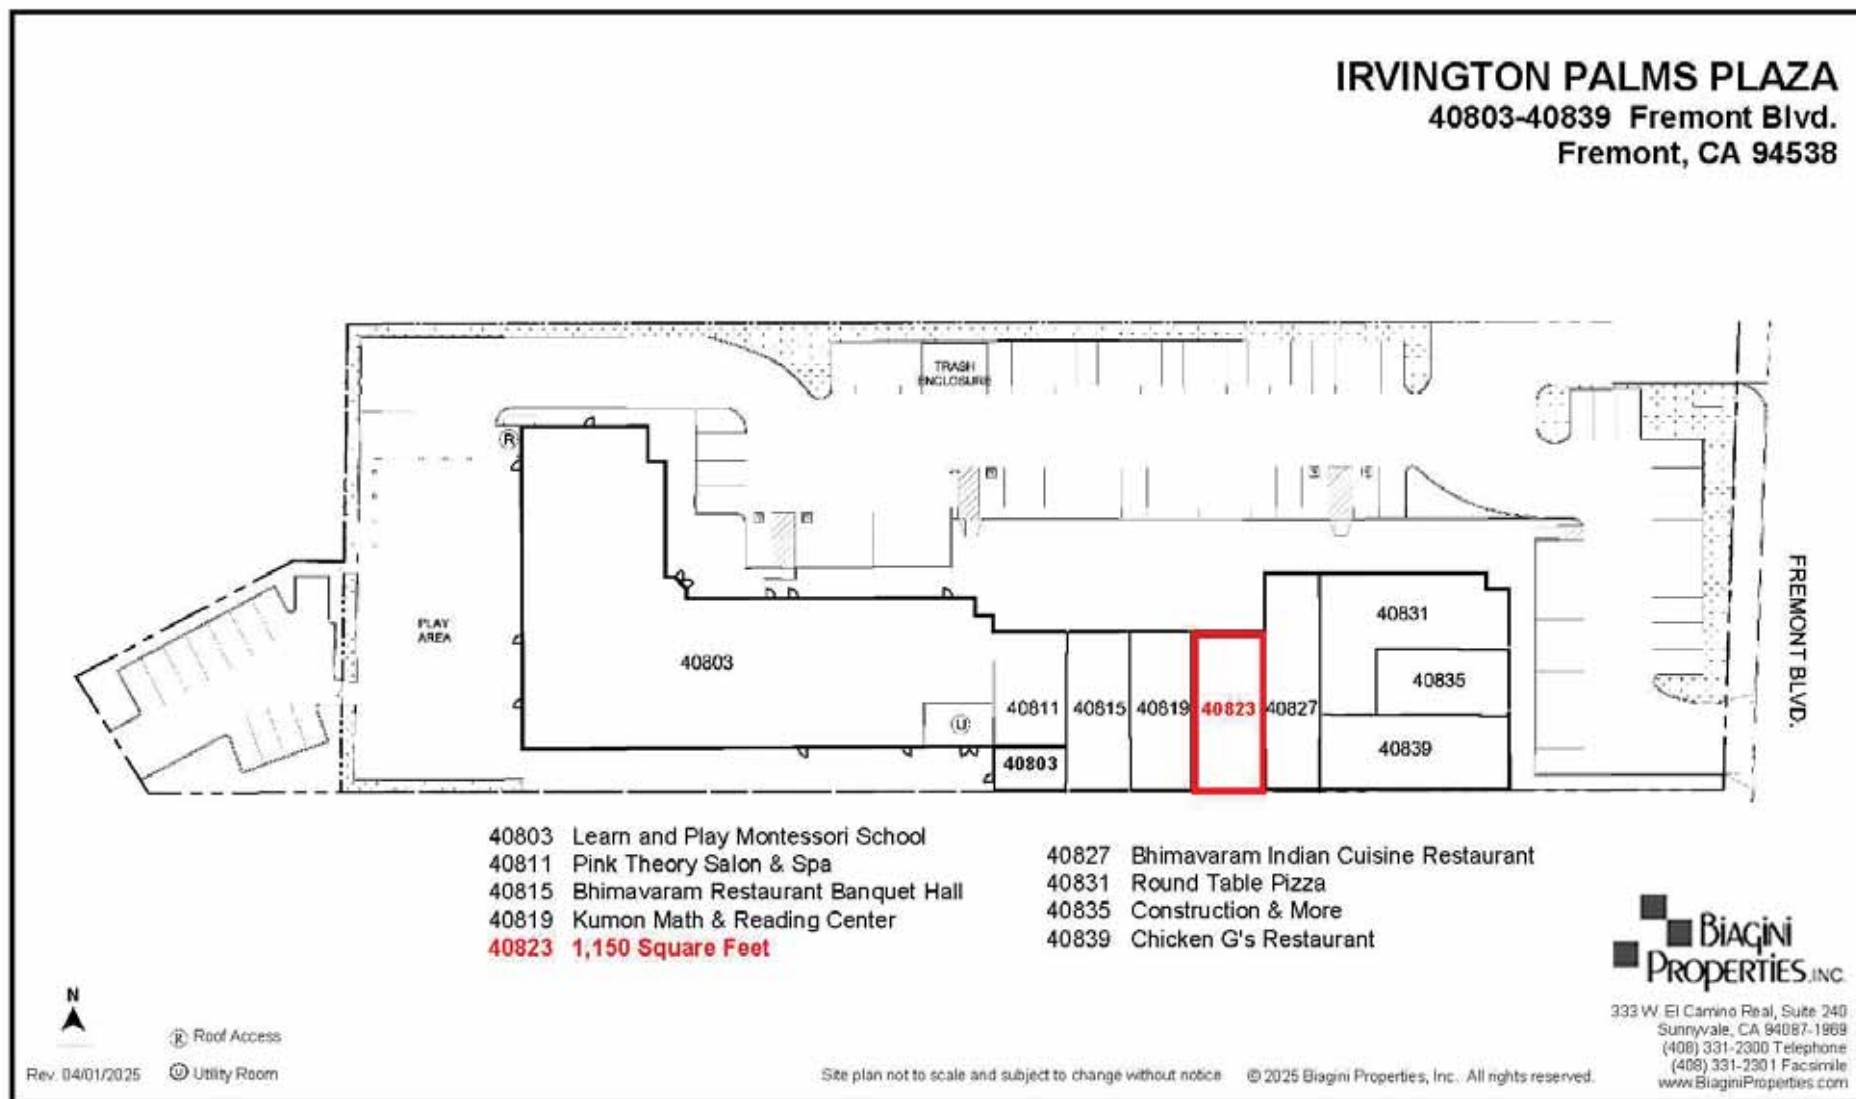 IRVINGTON PALMS PLAZA
40803-40839 Fremont Blvd.
Fremont, CA 94538
TRASH
ENCLOSURE
R
PLAY
AREA
40803
U
40811
40815
40819
40823
40827
40831
40835
40839
40803
FREMONT BLVD.
40803 Learn and Play Montessori School
40811 Pink Theory Salon & Spa
40815 Bhimavaram Restaurant Banquet Hall
40819 Kumon Math & Reading Center
40823 1,150 Square Feet
40827 Bhimavaram Indian Cuisine Restaurant
40831 Round Table Pizza
40835 Construction & More
40839 Chicken G's Restaurant
BiAGiNi
PROPERTiES, INC.
333 W. El Camino Real, Suite 240
Sunnyvale, CA 94087-1969
(408) 331-2300 Telephone
(408) 331-2301 Facsimile
www.BiaginiProperties.com
N
R Roof Access
U Utility Room
Rev. 04/01/2025
Site plan not to scale and subject to change without notice
© 2025 Biagini Properties, Inc. All rights reserved.